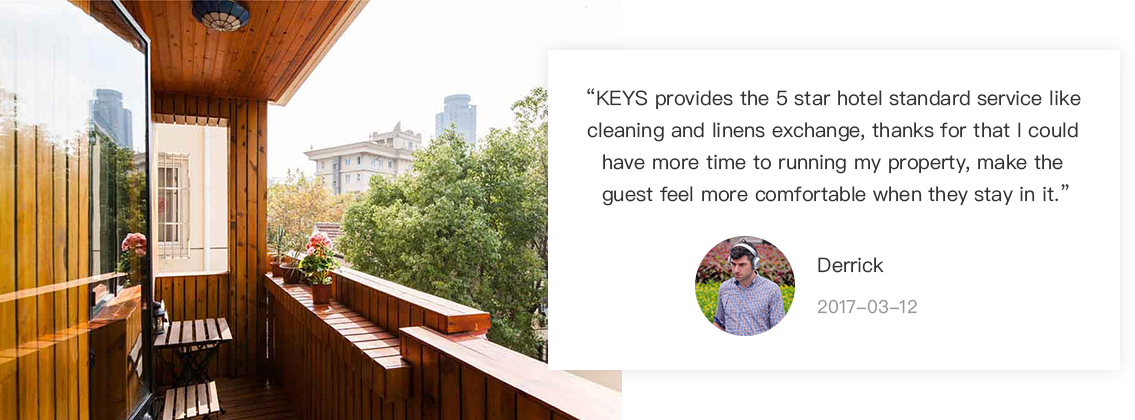 “KEYS provides the 5 star hotel standard service like
cleaning and linens exchange, thanks for that I could
have more time to running my property, make the
guest feel more comfortable when they stay in it.”
Derrick
2017–03–12